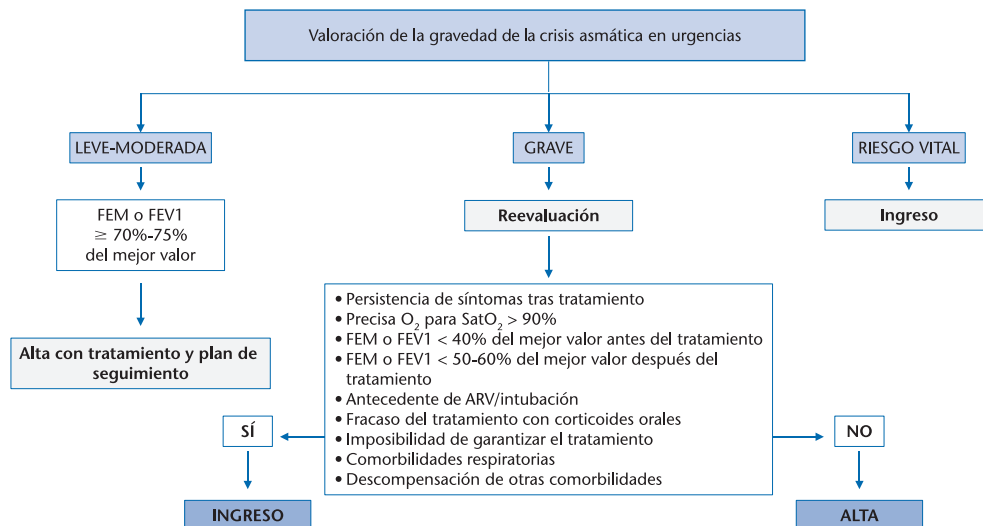 Valoración de la gravedad de la crisis asmática en urgencias
LEVE-MODERADA
GRAVE
RIESGO VITAL
FEM o FEV1
≥ 70%-75%
del mejor valor
Reevaluación
Ingreso
Alta con tratamiento y plan de
seguimiento
• Persistencia de síntomas tras tratamiento
• Precisa O₂ para SatO₂ > 90%
• FEM o FEV1 < 40% del mejor valor antes del tratamiento
• FEM o FEV1 < 50-60% del mejor valor después del
tratamiento
• Antecedente de ARV/intubación
• Fracaso del tratamiento con corticoides orales
• Imposibilidad de garantizar el tratamiento
• Comorbilidades respiratorias
• Descompensación de otras comorbilidades
SÍ
NO
INGRESO
ALTA